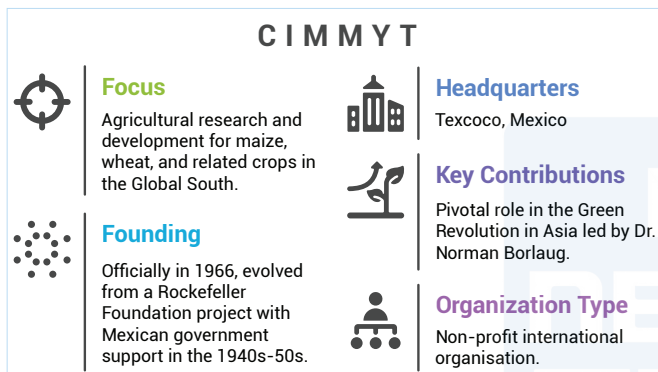 CIMMYT
Focus
Agricultural research and
development for maize,
wheat, and related crops in
the Global South.
Founding
Officially in 1966, evolved
from a Rockefeller
Foundation project with
Mexican government
support in the 1940s-50s.
Headquarters
Texcoco, Mexico
Key Contributions
Pivotal role in the Green
Revolution in Asia led by Dr.
Norman Borlaug.
Organization Type
Non-profit international
organisation.